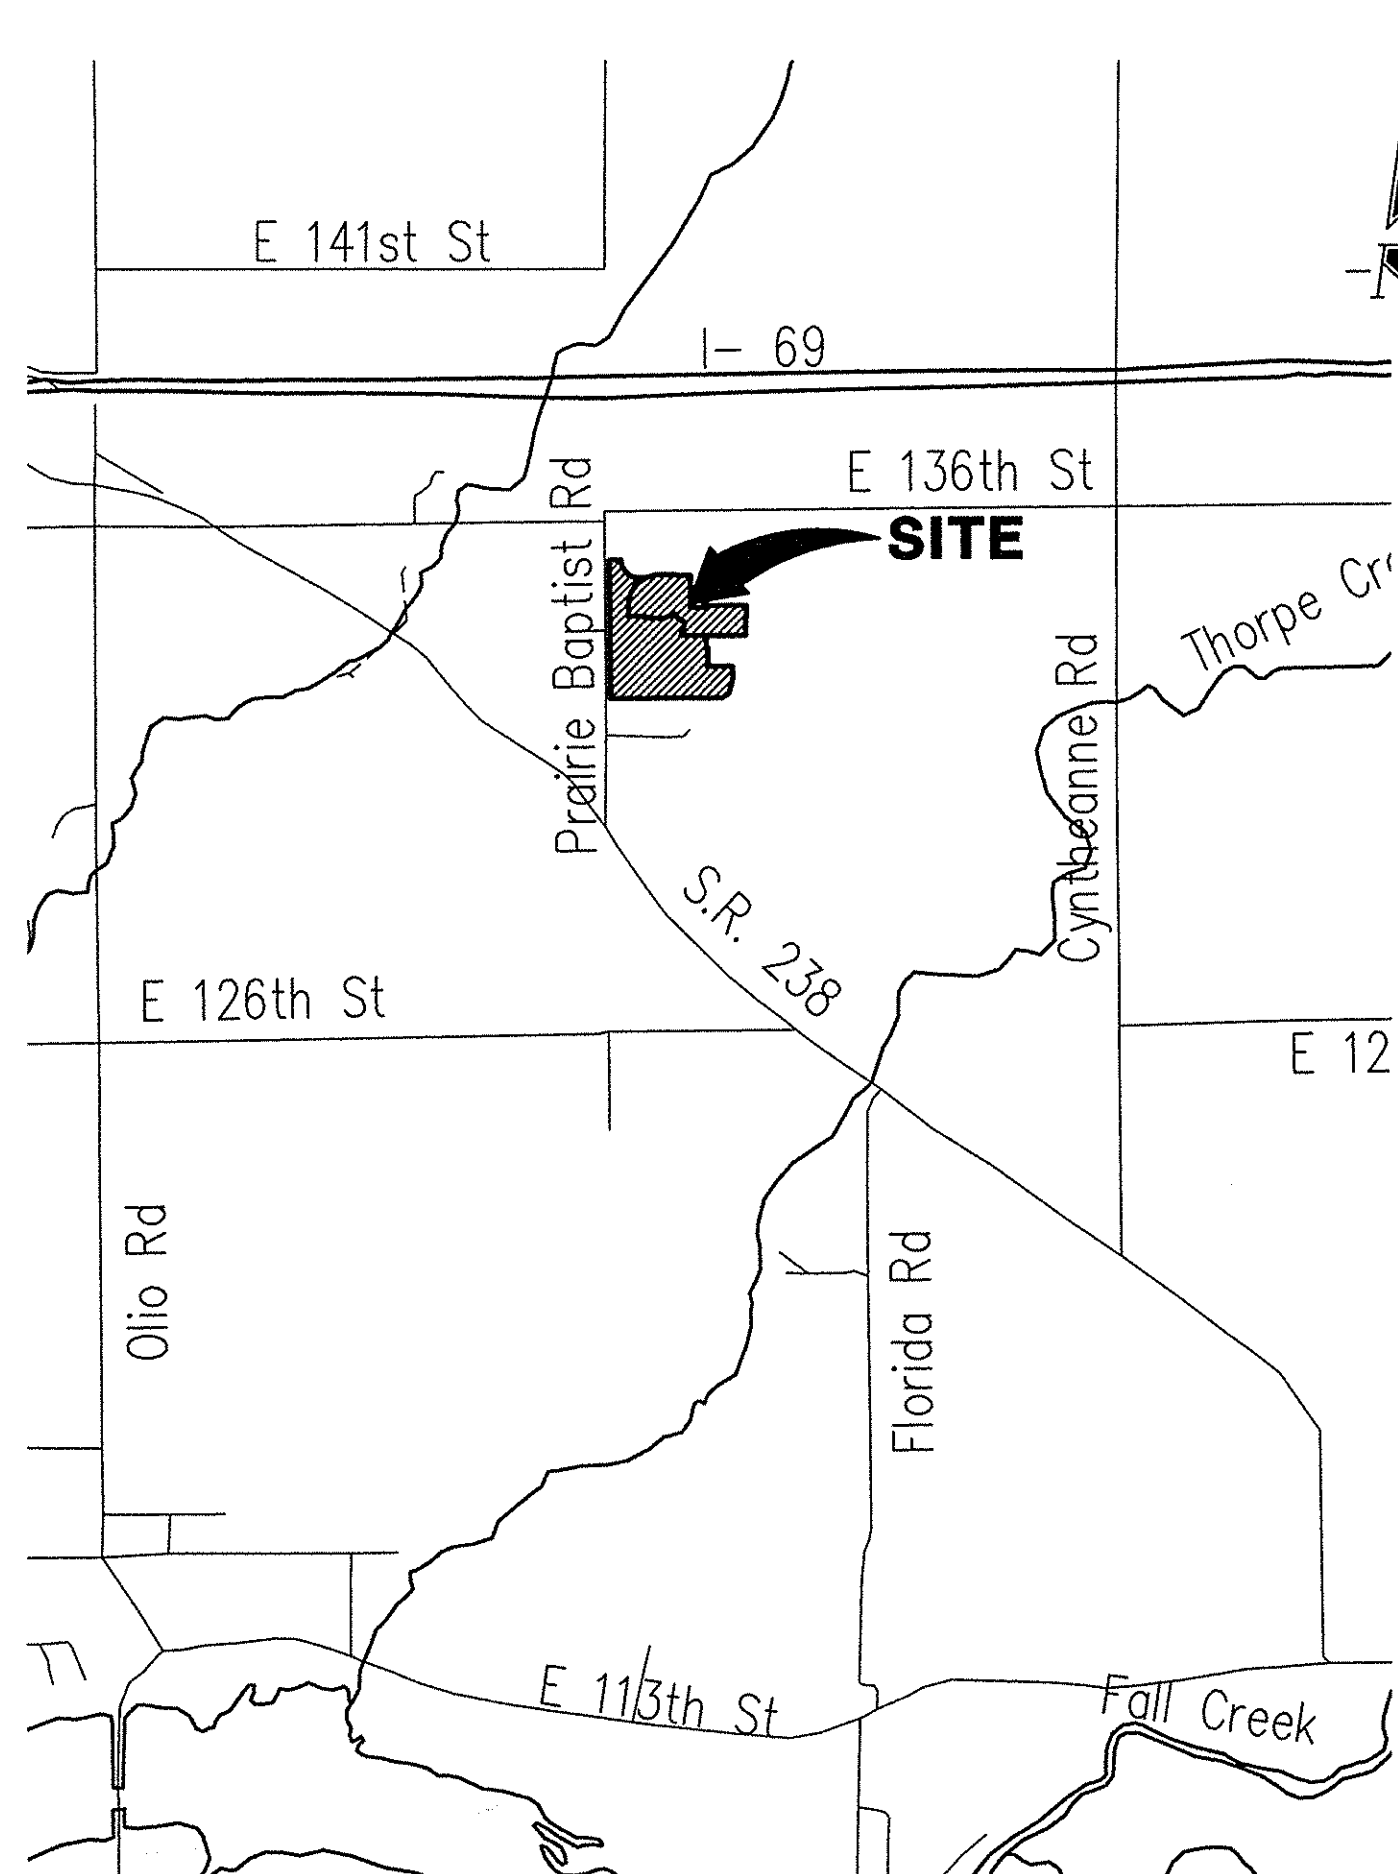 E 141st St
I- 69
E 136th St
SITE
Prairie Baptist Rd
Thorpe
Cyntheanne Rd
S.R. 238
E 126th St
E 12
Olio Rd
Florida Rd
E 113th St
Fall Creek